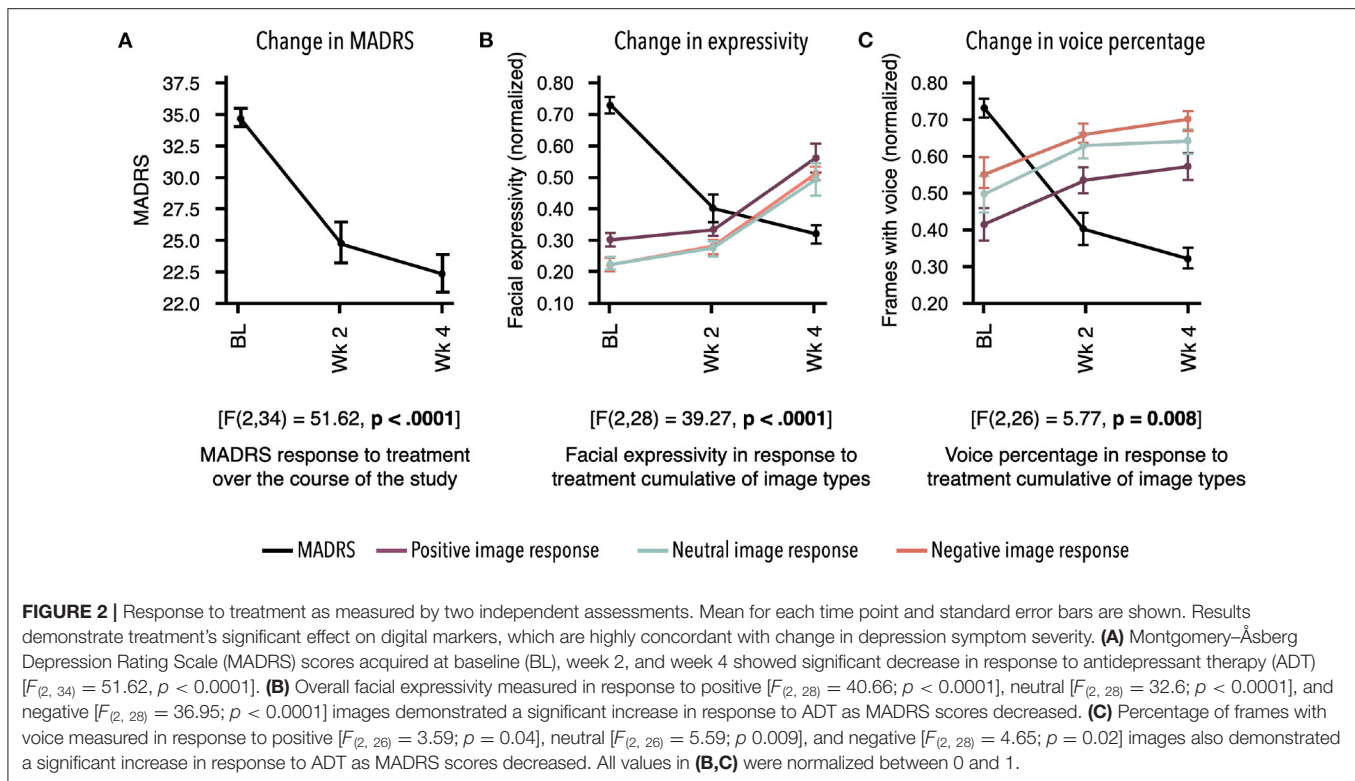 A Change in MADRS
37.5
35.0
32.5
30.0
27.5
25.0
22.5
22.0
MADRS
BL
Wk 2
Wk 4
[F(2,34) = 51.62, p < .0001]
MADRS response to treatment
over the course of the study
B Change in expressivity
0.80
0.70
0.60
0.50
0.40
0.30
0.20
0.10
Facial expressivity (normalized)
BL
Wk 2
Wk 4
[F(2,28) = 39.27, p < .0001]
Facial expressivity in response to
treatment cumulative of image types
C Change in voice percentage
0.80
0.70
0.60
0.50
0.40
0.30
0.20
Frames with voice (normalized)
BL
Wk 2
Wk 4
[F(2,26) = 5.77, p = 0.008]
Voice percentage in response to
treatment cumulative of image types
MADRS Positive image response Neutral image response Negative image response
FIGURE 2 | Response to treatment as measured by two independent assessments. Mean for each time point and standard error bars are shown. Results
demonstrate treatment's significant effect on digital markers, which are highly concordant with change in depression symptom severity. (A) Montgomery–Åsberg
Depression Rating Scale (MADRS) scores acquired at baseline (BL), week 2, and week 4 showed significant decrease in response to antidepressant therapy (ADT)
[F(2, 34) = 51.62, p < 0.0001]. (B) Overall facial expressivity measured in response to positive [F(2, 28) = 40.66; p < 0.0001], neutral [F(2, 28) = 32.6; p < 0.0001], and
negative [F(2, 28) = 36.95; p < 0.0001] images demonstrated a significant increase in response to ADT as MADRS scores decreased. (C) Percentage of frames with
voice measured in response to positive [F(2, 26) = 3.59; p = 0.04], neutral [F(2, 26) = 5.59; p 0.009], and negative [F(2, 28) = 4.65; p = 0.02] images also demonstrated
a significant increase in response to ADT as MADRS scores decreased. All values in (B,C) were normalized between 0 and 1.